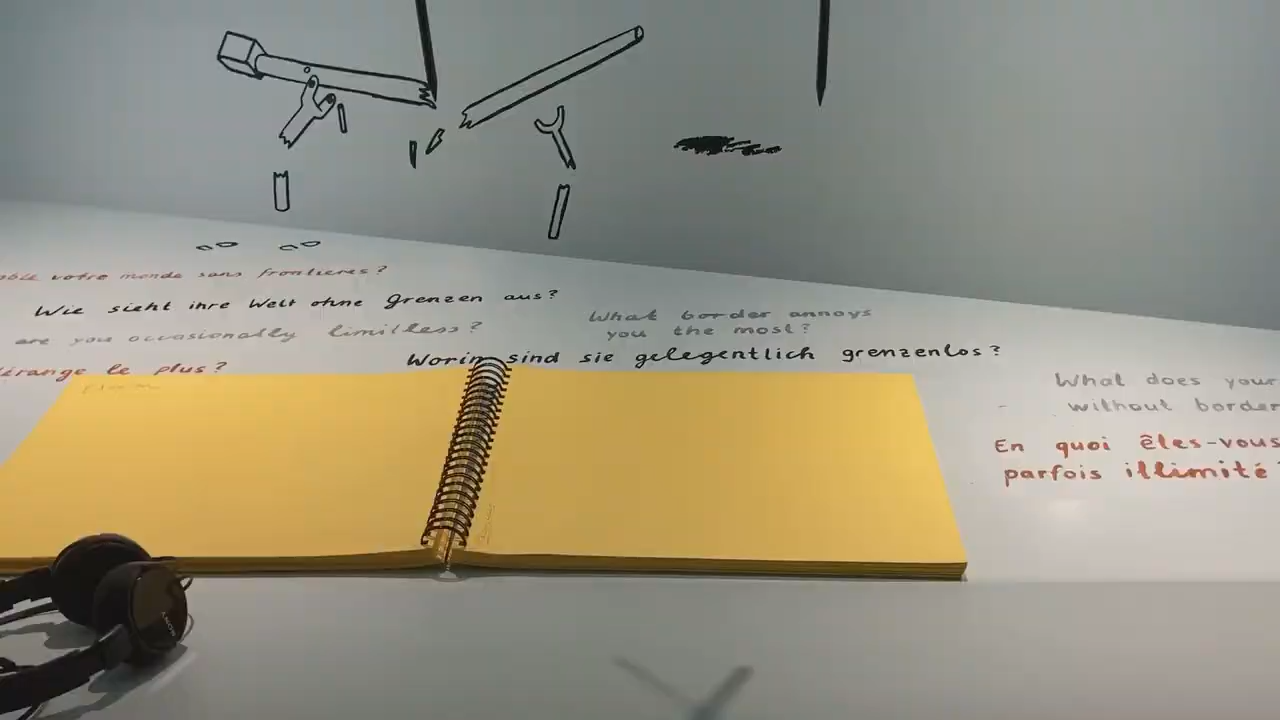 votre monde sans frontières?
Wie sieht ihre Welt ohne Grenzen aus?
are you occasionally limitless?
What border annoys
you the most?
Worin sind sie gelegentlich grenzenlos?
dérange le plus?
What does your
without border
En quoi êtes-vous
parfois illimité?
SONY